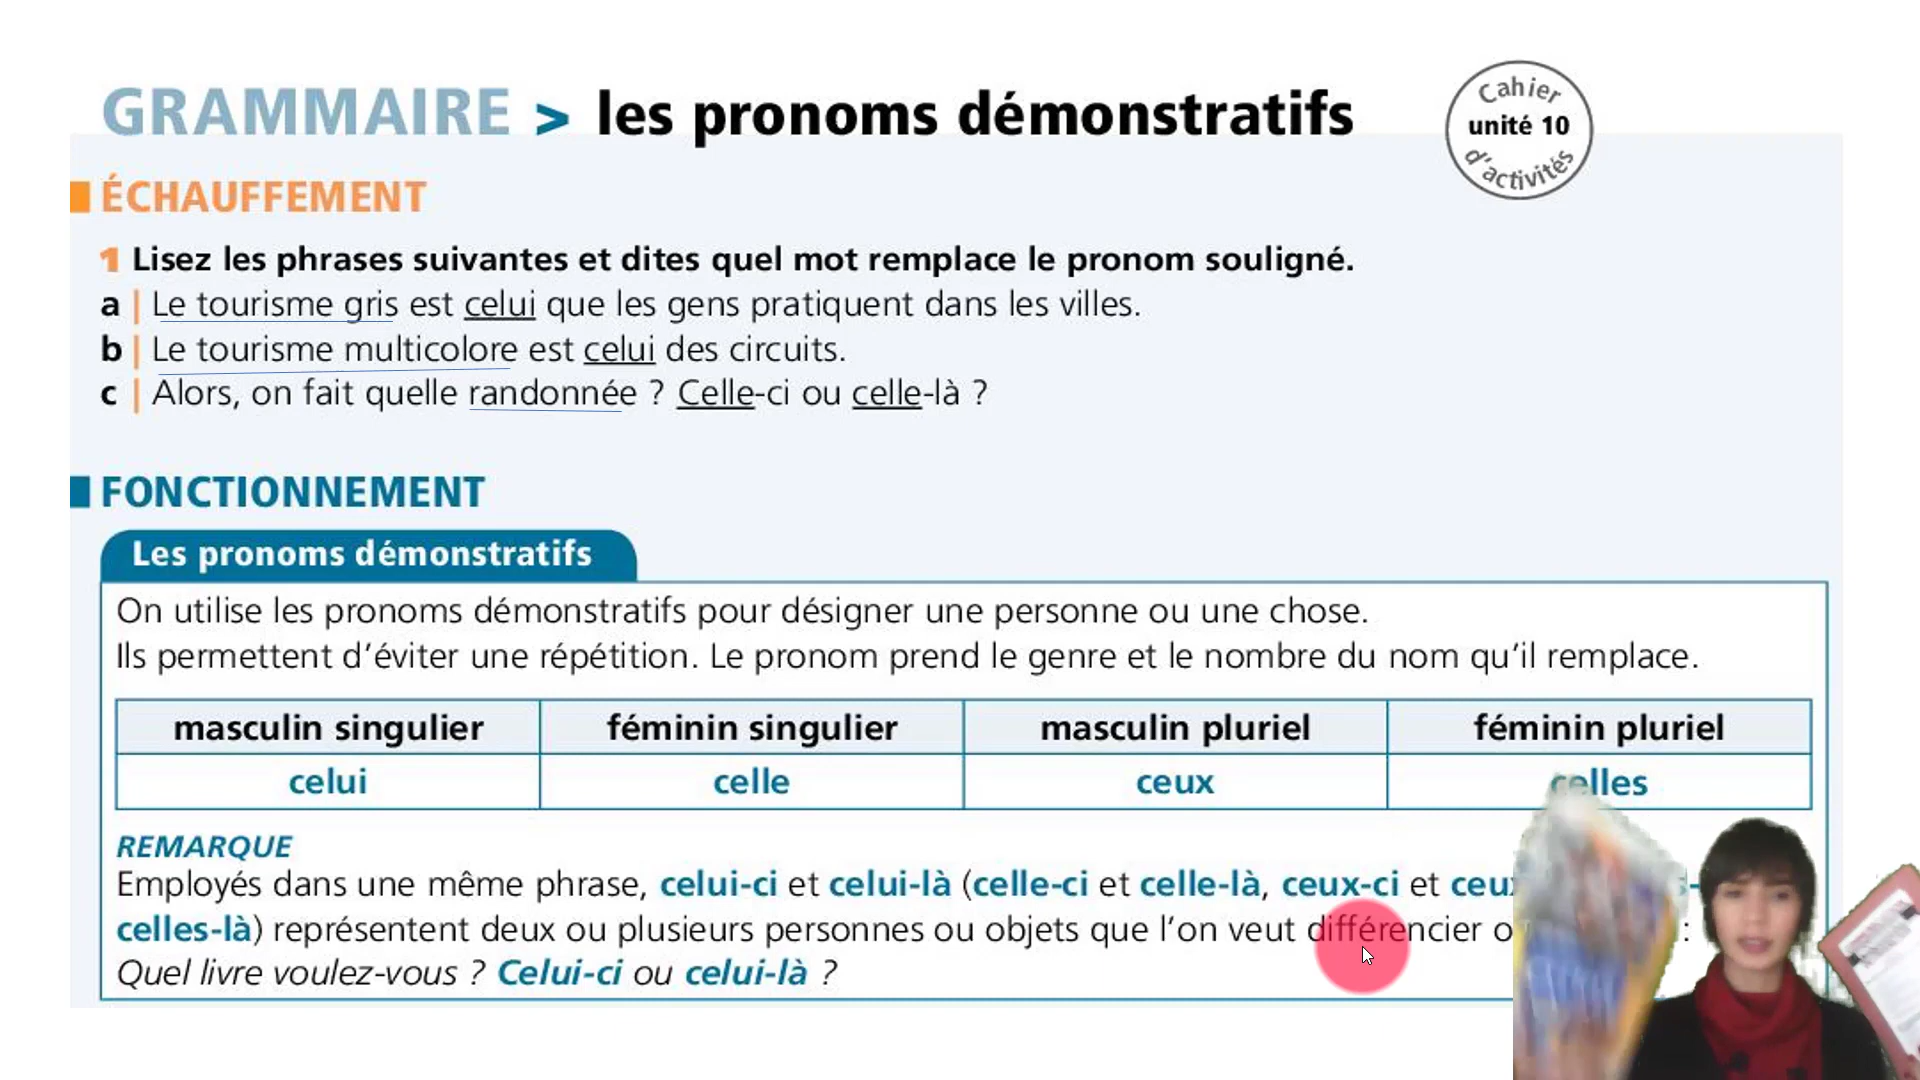 GRAMMAIRE > les pronoms démonstratifs
Cahier
unité 10
d'activités
ÉCHAUFFEMENT
1 Lisez les phrases suivantes et dites quel mot remplace le pronom souligné.
a | Le tourisme gris est celui que les gens pratiquent dans les villes.
b | Le tourisme multicolore est celui des circuits.
c | Alors, on fait quelle randonnée ? Celle-ci ou celle-là ?
FONCTIONNEMENT
Les pronoms démonstratifs
On utilise les pronoms démonstratifs pour désigner une personne ou une chose.
Ils permettent d’éviter une répétition. Le pronom prend le genre et le nombre du nom qu’il remplace.
masculin singulier féminin singulier masculin pluriel féminin pluriel
celui celle ceux celles
REMARQUE
Employés dans une même phrase, celui-ci et celui-là (celle-ci et celle-là, ceux-ci et
celles-là) représentent deux ou plusieurs personnes ou objets que l’on veut différencier :
Quel livre voulez-vous ? Celui-ci ou celui-là ?